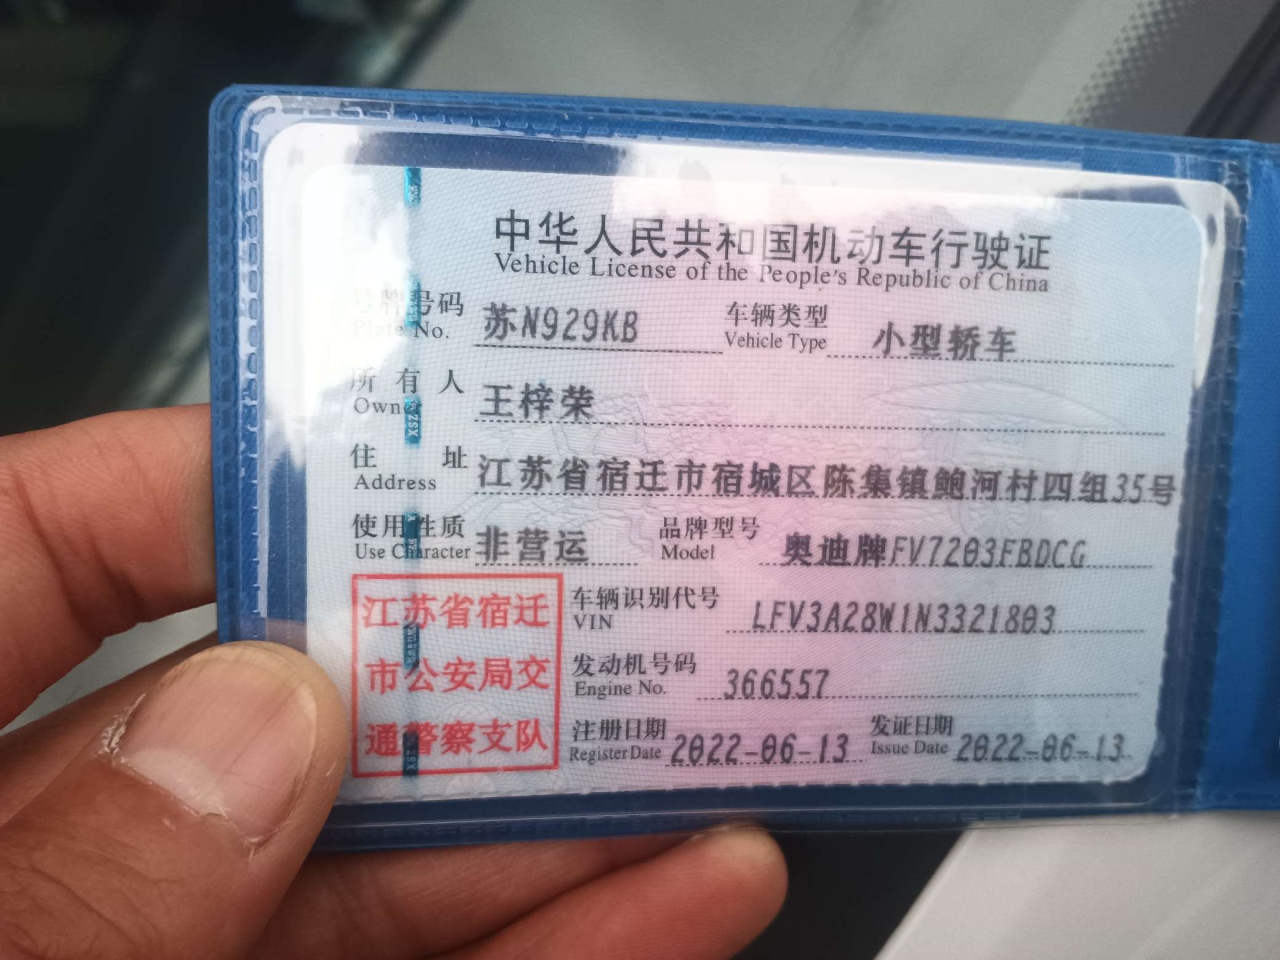 中华人民共和国机动车行驶证
Vehicle License of the People's Republic of China
号牌号码 苏N929KB 车辆类型 小型轿车
Plate No. Vehicle Type
所有人 王梓荣
Owner
住址 江苏省宿迁市宿城区陈集镇鲍河村四组35号
Address
使用性质 非营运 品牌型号 奥迪牌FV7203FBDCG
Use Character Model
江苏省宿迁
市公安局交
通警察支队
车辆识别代号 LFV3A28W1N3321803
VIN
发动机号码 366557
Engine No.
注册日期 2022-06-13 发证日期 2022-06-13
Register Date Issue Date